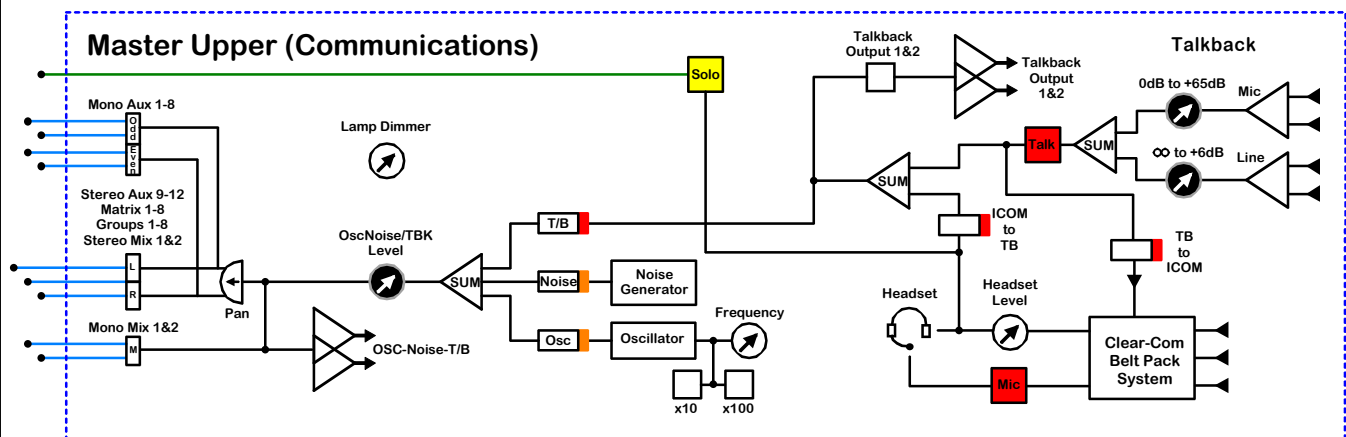 Master Upper (Communications)
Talkback
Output 1&2
Talkback
Solo
Talkback
Output
1&2
0dB to +65dB
Mic
Mono Aux 1-8
Odd
Even
Lamp Dimmer
Talk
SUM
∞ to +6dB
Line
SUM
Stereo Aux 9-12
Matrix 1-8
Groups 1-8
Stereo Mix 1&2
OscNoise/TBK
Level
T/B
ICOM
to
TB
TB
to
ICOM
L
R
Pan
SUM
Noise
Noise
Generator
Headset
Headset
Level
Mono Mix 1&2
M
OSC-Noise-T/B
Osc
Oscillator
Frequency
Clear-Com
Belt Pack
System
Mic
x10
x100